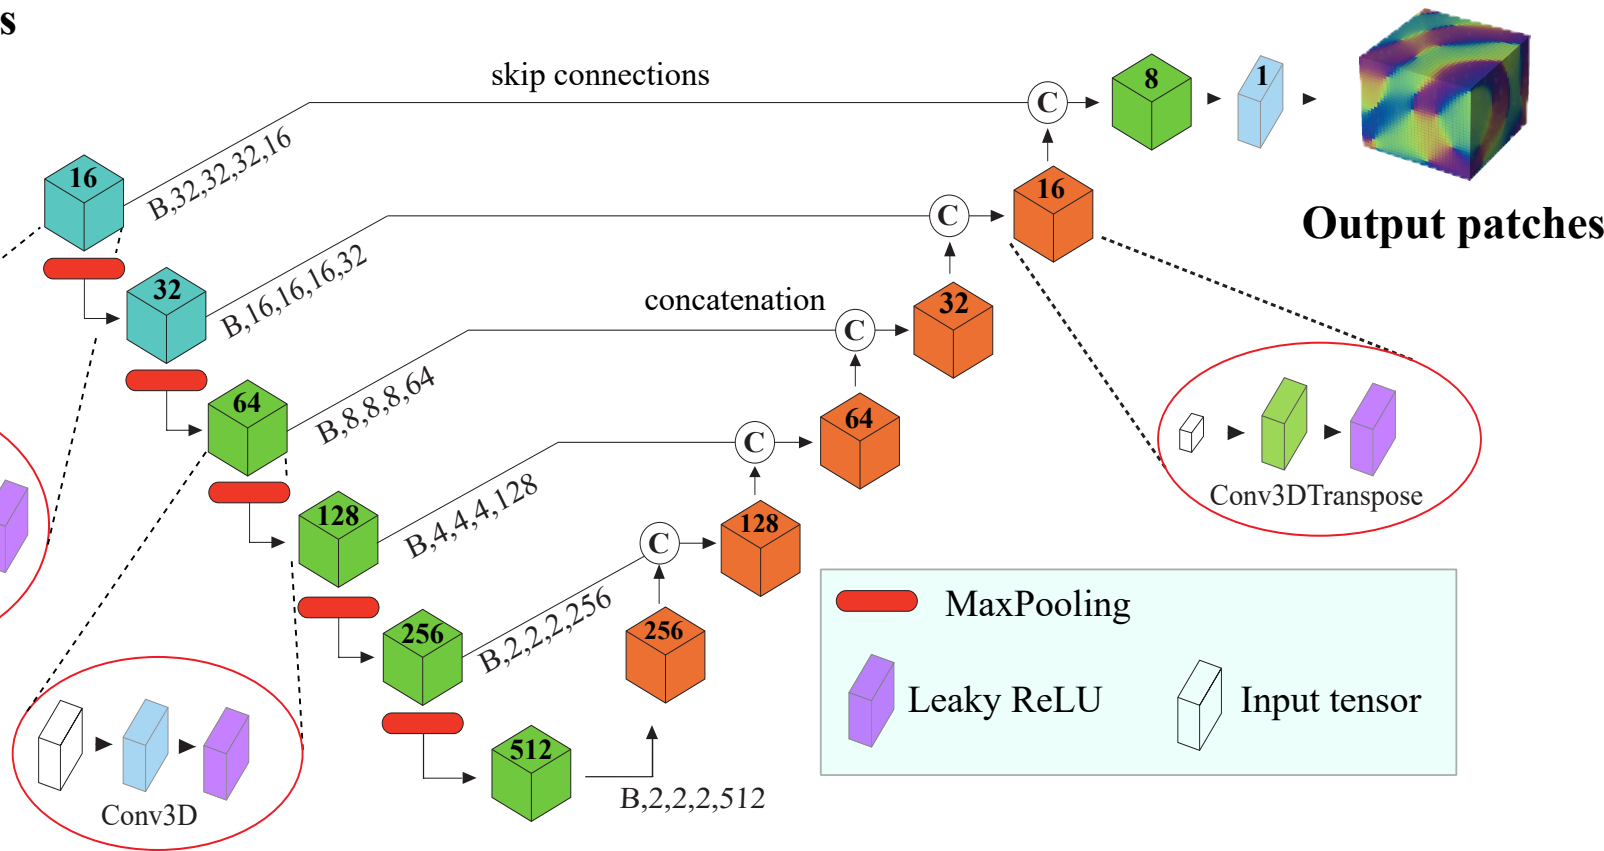 s
skip connections
C
8
1
16
B,32,32,32,16
16
Output patches
C
32
B,16,16,16,32
concatenation
32
C
64
B,8,8,8,64
64
C
Conv3DTranspose
128
B,4,4,4,128
128
C
256
B,2,2,2,256
256
512
B,2,2,2,512
Conv3D
MaxPooling
Leaky ReLU
Input tensor